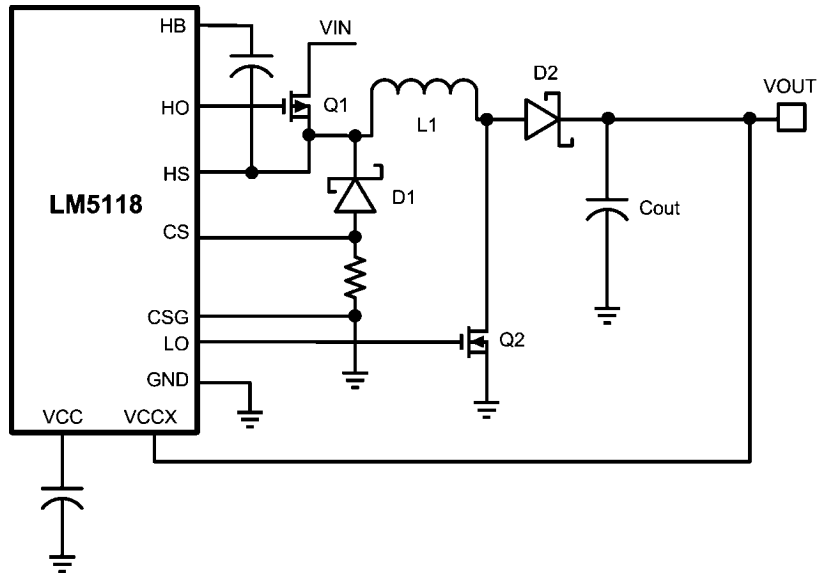 HB
VIN
D2
VOUT
HO
Q1
L1
HS
LM5118
D1
Cout
CS
CSG
LO
Q2
GND
VCC
VCCX